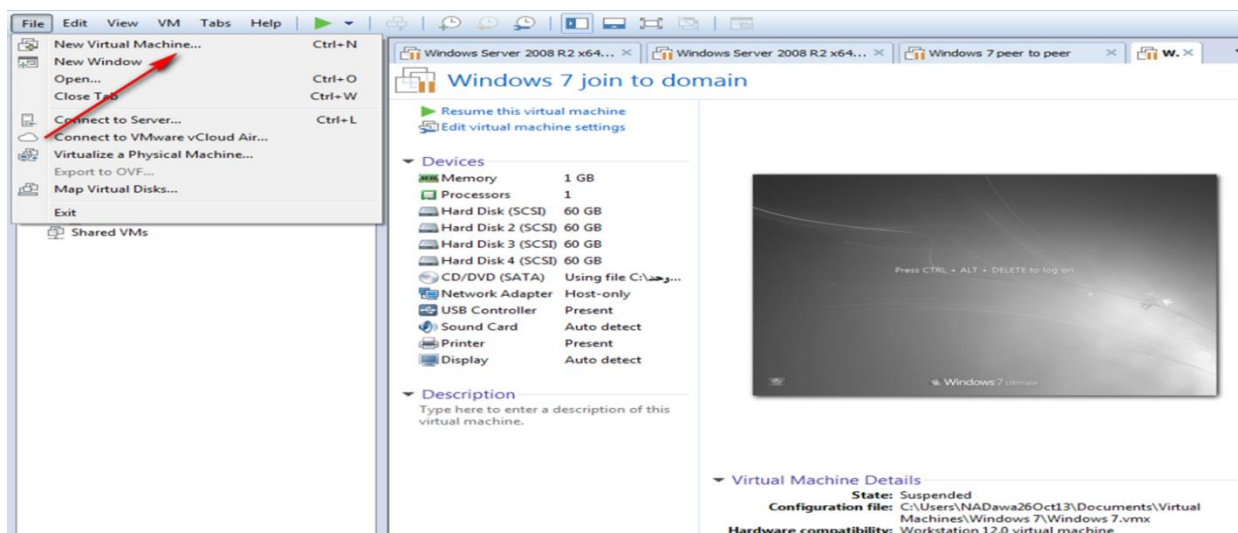 File Edit View VM Tabs Help
New Virtual Machine... Ctrl+N
New Window
Open... Ctrl+O
Close Tab Ctrl+W
Connect to Server... Ctrl+L
Connect to VMware vCloud Air...
Virtualize a Physical Machine...
Export to OVF...
Map Virtual Disks...
Exit
Shared VMs
Windows Server 2008 R2 x64... Windows Server 2008 R2 x64... Windows 7 peer to peer W.
Windows 7 join to domain
Resume this virtual machine
Edit virtual machine settings
Devices
Memory 1 GB
Processors 1
Hard Disk (SCSI) 60 GB
Hard Disk 2 (SCSI) 60 GB
Hard Disk 3 (SCSI) 60 GB
Hard Disk 4 (SCSI) 60 GB
CD/DVD (SATA) Using file C:\وحد...
Network Adapter Host-only
USB Controller Present
Sound Card Auto detect
Printer Present
Display Auto detect
Description
Type here to enter a description of this
virtual machine.
Press CTRL + ALT + DELETE to log on
Windows 7 Ultimate
Virtual Machine Details
State: Suspended
Configuration file: C:\Users\NADawa26Oct13\Documents\Virtual
Machines\Windows 7\Windows 7.vmx
Hardware compatibility: Workstation 12.0 virtual machine